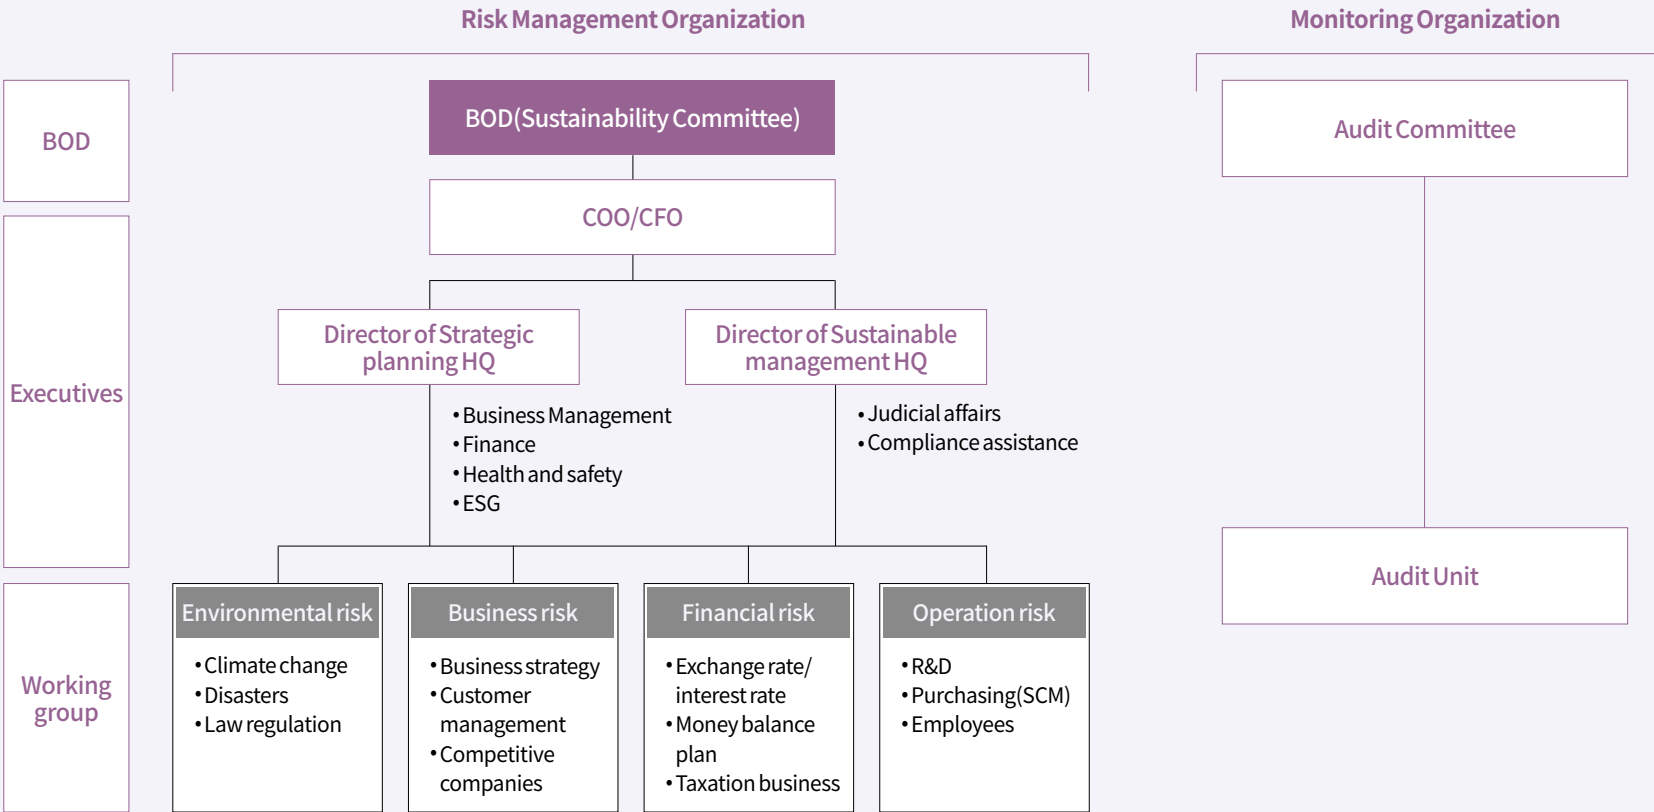 Risk Management Organization
Monitoring Organization
BOD
BOD(Sustainability Committee)
Audit Committee
COO/CFO
Executives
Director of Strategic
planning HQ
Director of Sustainable
management HQ
• Business Management
• Finance
• Health and safety
• ESG
• Judicial affairs
• Compliance assistance
Audit Unit
Working
group
Environmental risk
• Climate change
• Disasters
• Law regulation
Business risk
• Business strategy
• Customer
management
• Competitive
companies
Financial risk
• Exchange rate/
interest rate
• Money balance
plan
• Taxation business
Operation risk
• R&D
• Purchasing(SCM)
• Employees